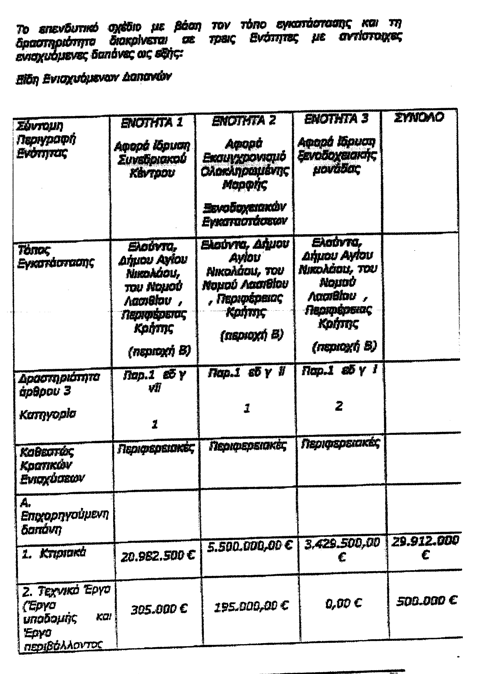 Το επενδυτικό σχέδιο με βάση τον τόπο εγκατάστασης και τη
δραστηριότητα διακρίνεται σε τρεις Ενότητες με αντίστοιχες
ενισχυόμενες δαπάνες ως εξής:
Είδη Ενισχυόμενων Δαπανών
Σύντομη Περιγραφή Ενότητας
ΕΝΟΤΗΤΑ 1
Αφορά Ιδρυση
Συνεδριακού
Κέντρου
ΕΝΟΤΗΤΑ 2
Αφορά
Εκσυγχρονισμό
Ολοκληρωμένης
Μορφής
Ξενοδοχειακών
Εγκαταστάσεων
ΕΝΟΤΗΤΑ 3
Αφορά ίδρυση
ξενοδοχειακής
μονάδας
ΣΥΝΟΛΟ
Τόπος
Εγκατάστασης
Ελούντα,
Δήμου Αγίου
Νικολάου,
του Νομού
Λασιθίου ,
Περιφέρειας
Κρήτης
(περιοχή Β)
Ελούντα, Δήμου
Αγίου
Νικολάου, του
Νομού Λασιθίου
, Περιφέρειας
Κρήτης
(περιοχή Β)
Ελούντα,
Δήμου Αγίου
Νικολάου, του
Νομού
Λασιθίου ,
Περιφέρειας
Κρήτης
(περιοχή Β)
Δραστηριότητα
άρθρου 3
Κατηγορία
Παρ.1 εδ γ
vii
1
Παρ.1 εδ γ ii
1
Παρ.1 εδ γ i
2
Καθεστώς
Κρατικών
Ενισχύσεων
Περιφερειακές
Περιφερειακές
Περιφερειακές
Α.
Επιχορηγούμενη
δαπάνη
1. Κτιριακά
20.982.500 €
5.500.000,00 €
3.429.500,00
€
29.912.000
€
2. Τεχνικά Έργα
(Έργα
υποδομής και
Έργα
περιβάλλοντος
305.000 €
195.000,00 €
0,00 €
500.000 €